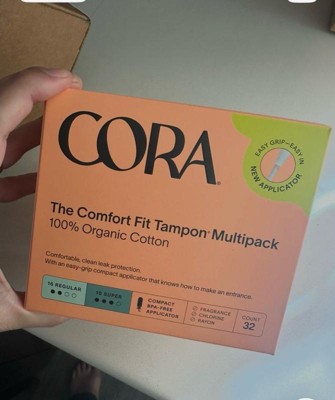 CORA
EASY GRIP–EASY IN
NEW APPLICATOR
The Comfort Fit Tampon Multipack
100% Organic Cotton
Comfortable, clean leak protection.
With an easy-grip compact applicator that knows how to make an entrance.
16 REGULAR
16 SUPER
COMPACT
BPA-FREE
APPLICATOR
FRAGRANCE
CHLORINE
RAYON
COUNT
32